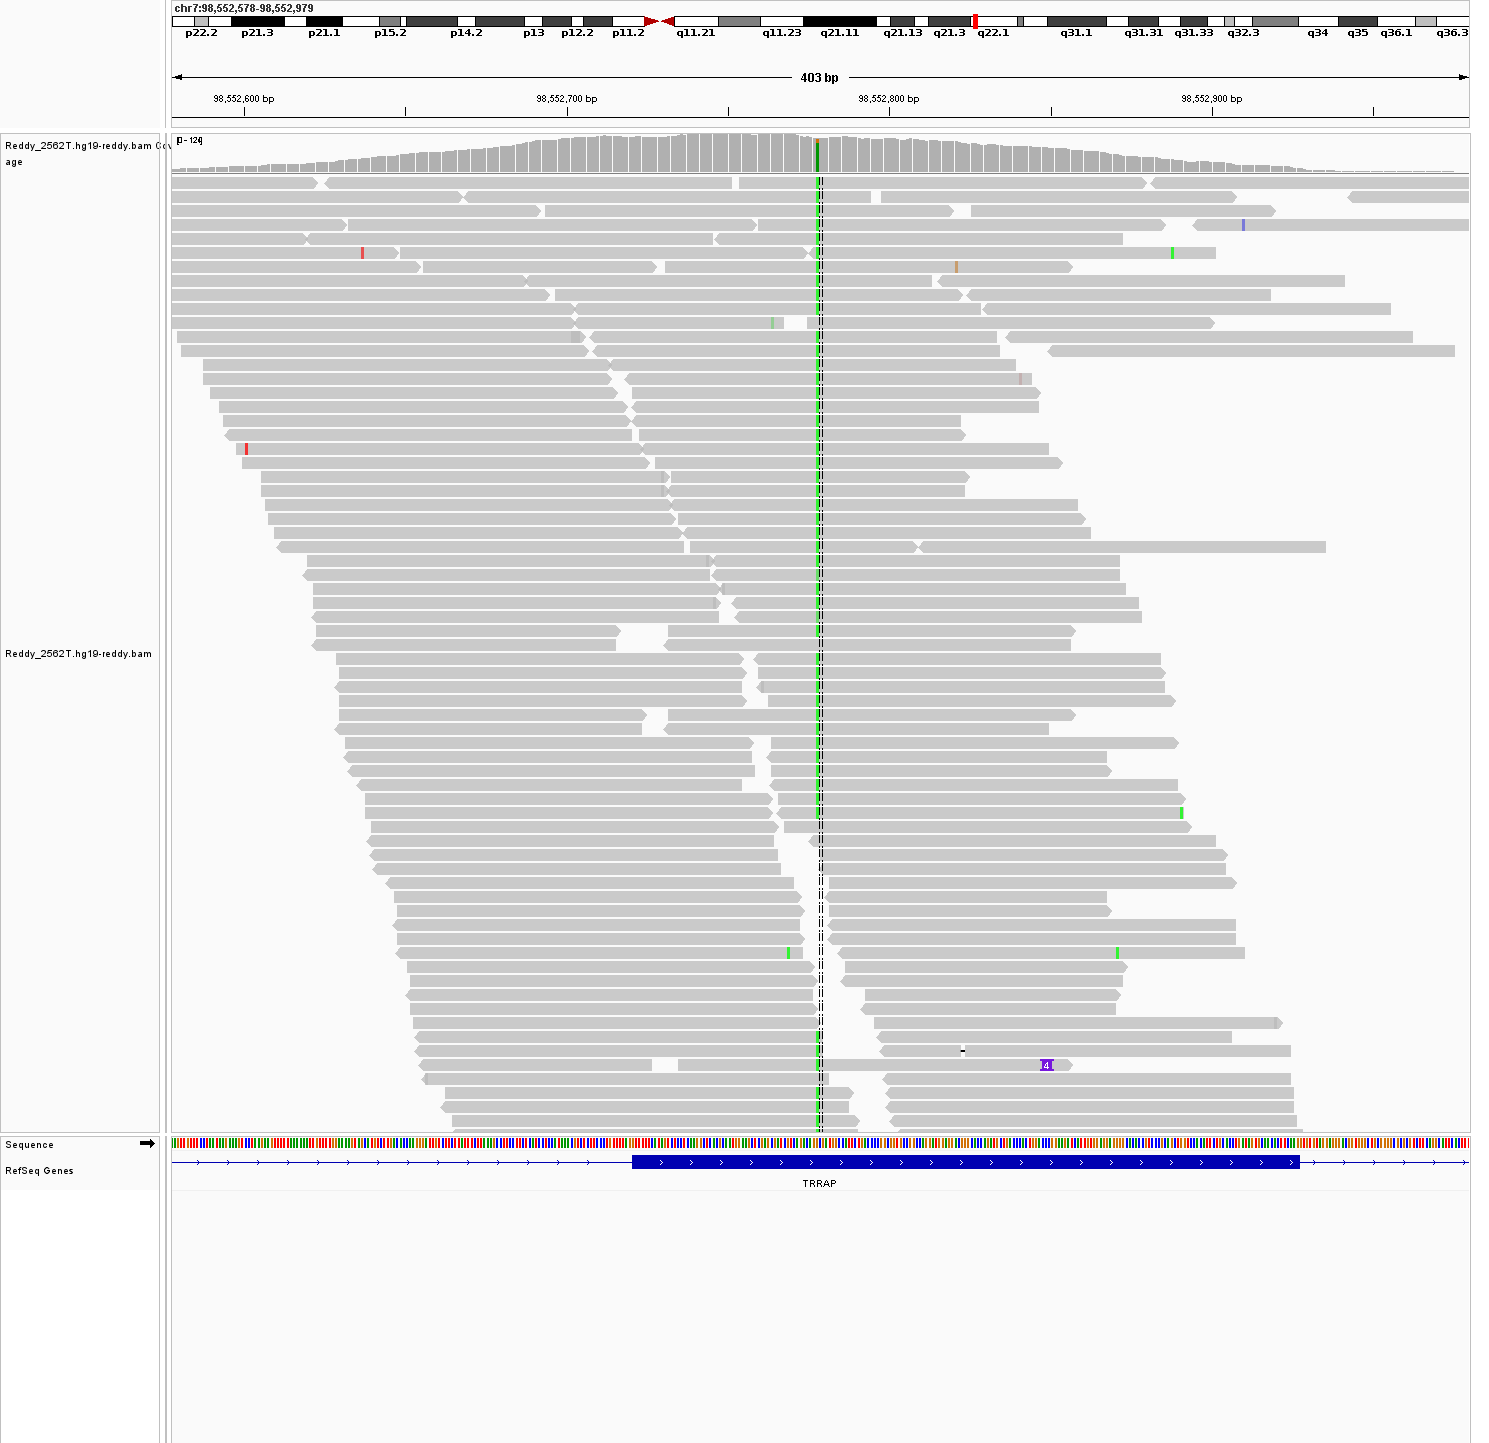 chr7:98,552,578-98,552,979
p22.2 p21.3 p21.1 p15.2 p14.2 p13 p12.2 p11.2 q11.21 q11.23 q21.11 q21.13 q21.3 q22.1 q31.1 q31.31 q31.33 q32.3 q34 q35 q36.1 q36.3
403 bp
98,552,600 bp 98,552,700 bp 98,552,800 bp 98,552,900 bp
Reddy_2562T.hg19-reddy.bam Cov
age
[0 - 124]
4
Reddy_2562T.hg19-reddy.bam
Sequence
RefSeq Genes
TRRAP